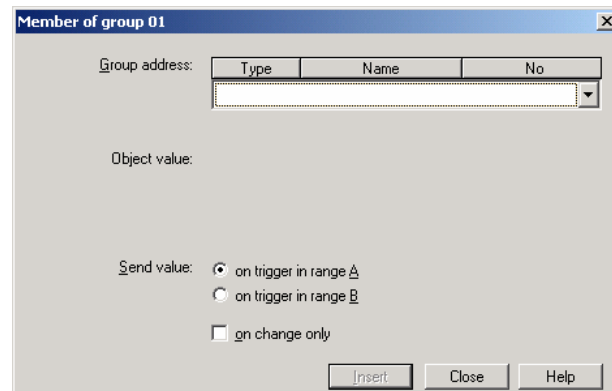 Member of group 01
Group address: Type Name No
Object value:
Send value: on trigger in range A
on trigger in range B
on change only
Insert Close Help